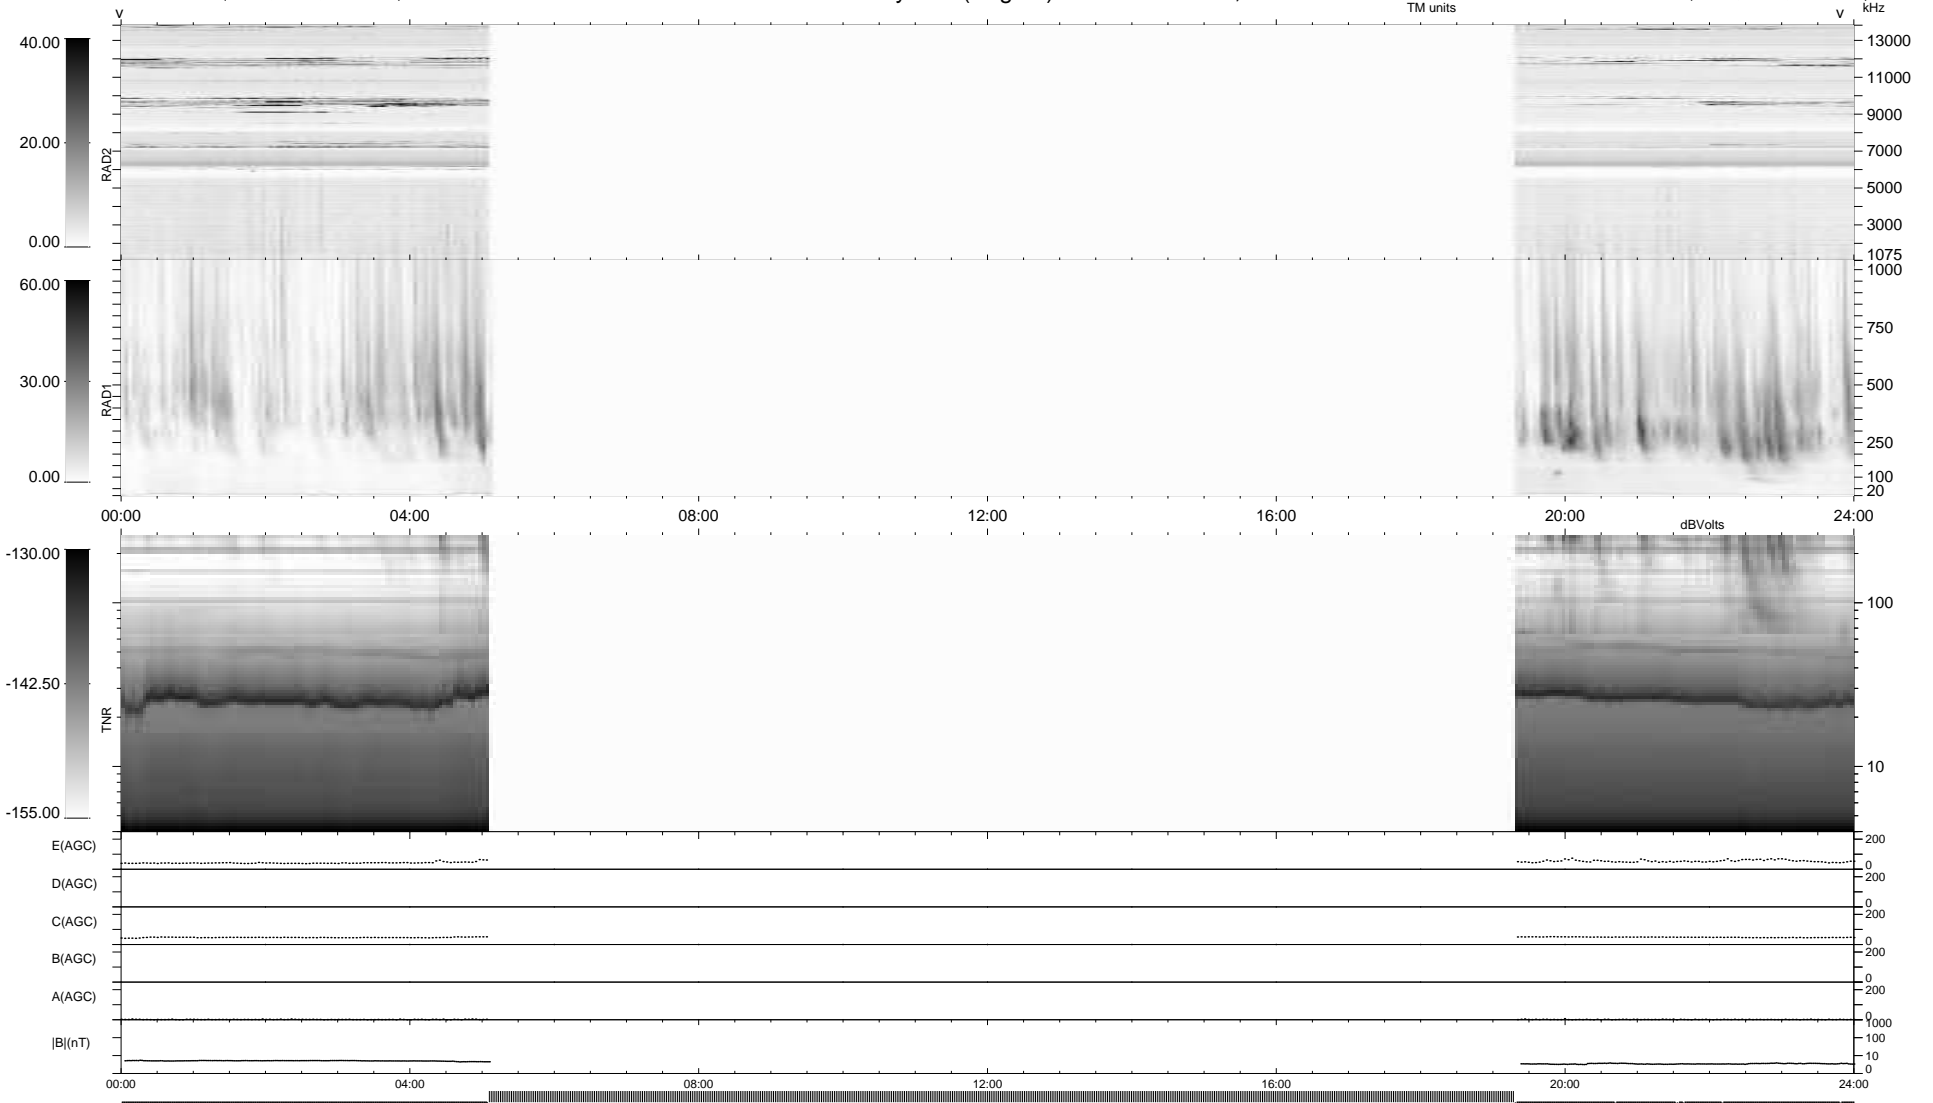 TM units
kHz
v
v
40.00
20.00
0.00
RAD2
13000
11000
9000
7000
5000
3000
1075
60.00
30.00
0.00
RAD1
1000
750
500
250
100
20
00:00 04:00 08:00 12:00 16:00 20:00 24:00
dBVolts
-130.00
-142.50
-155.00
TNR
100
10
E(AGC) 200 0
D(AGC) 200 0
C(AGC) 200 0
B(AGC) 200 0
A(AGC) 200 0
|B|(nT) 1000 100 10 0
00:00 04:00 08:00 12:00 16:00 20:00 24:00